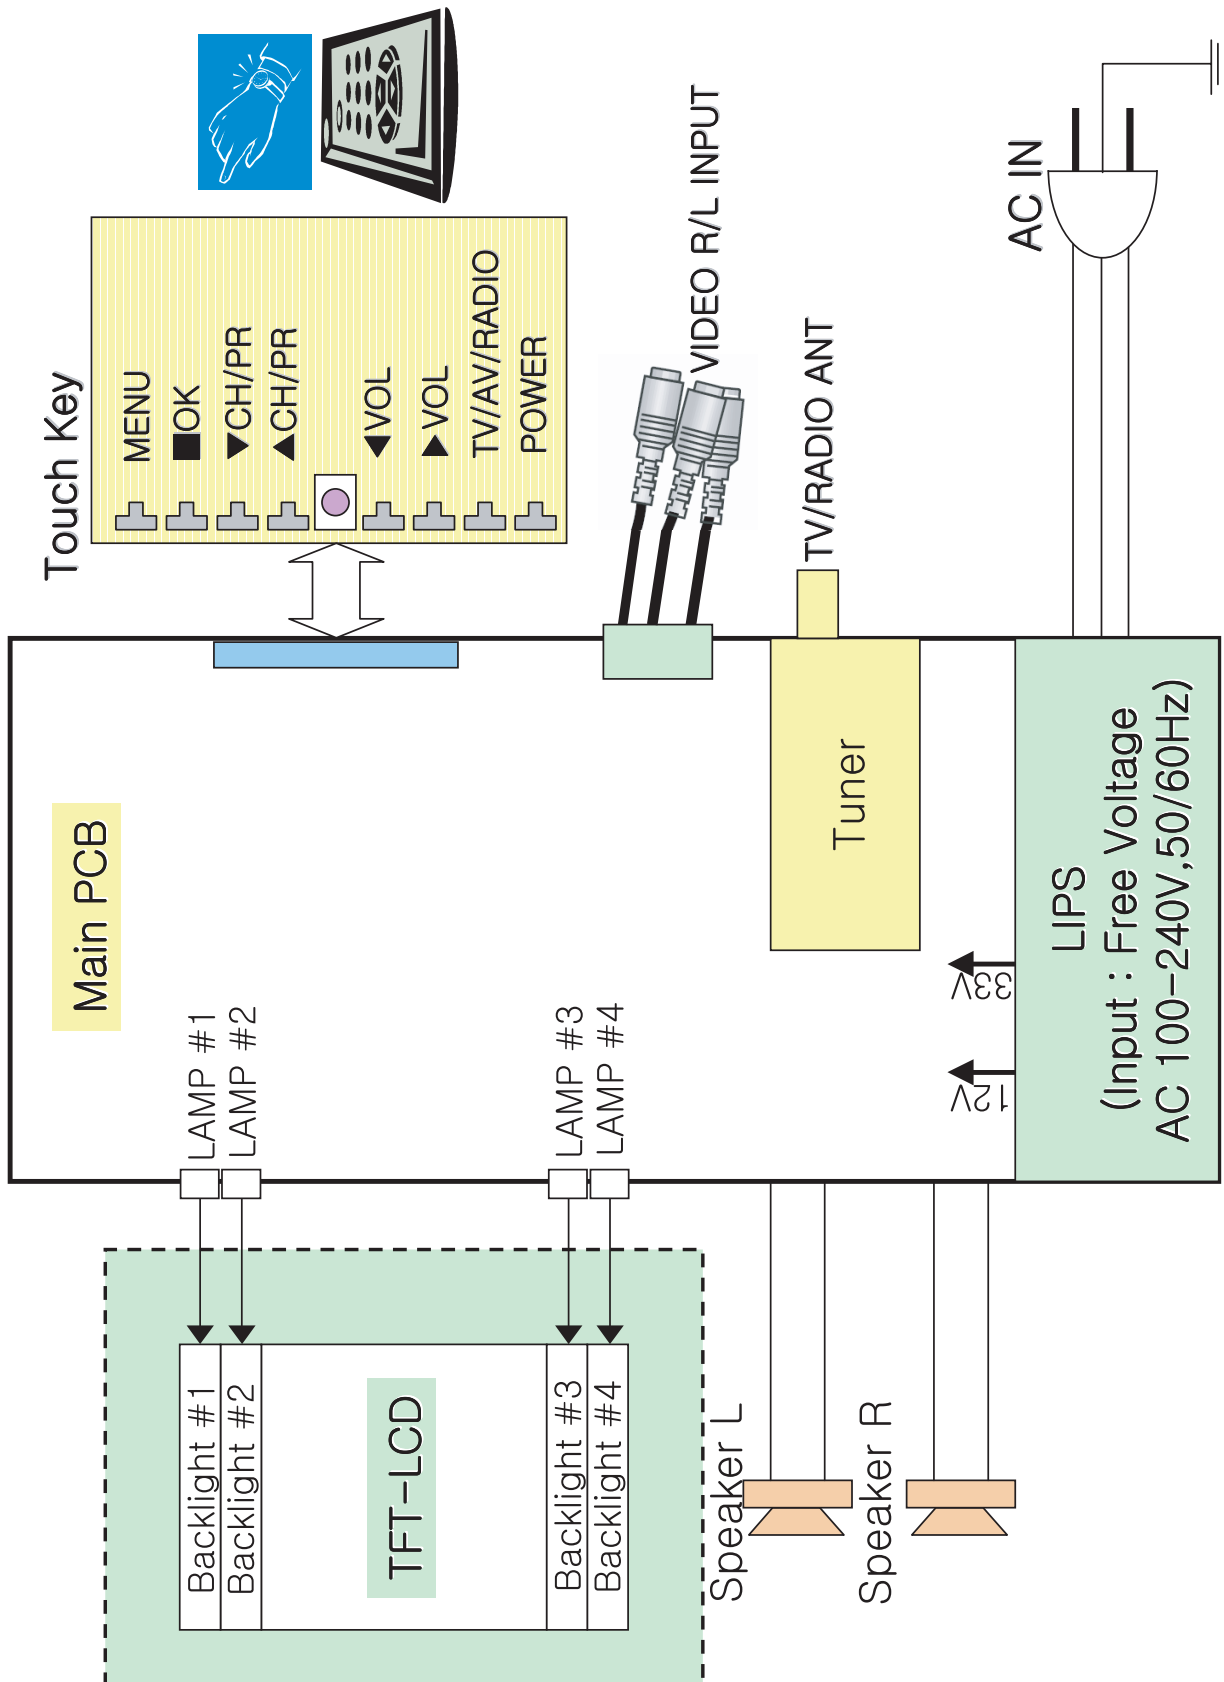 Touch Key
MENU
■OK
▼CH/PR
▲CH/PR
◀VOL
▶VOL
TV/AV/RADIO
POWER
VIDEO R/L INPUT
TV/RADIO ANT
AC IN
Main PCB
Tuner
LIPS
(Input : Free Voltage
AC 100-240V,50/60Hz)
33V
12V
LAMP #1
LAMP #2
LAMP #3
LAMP #4
Backlight #1
Backlight #2
TFT-LCD
Backlight #3
Backlight #4
Speaker L
Speaker R